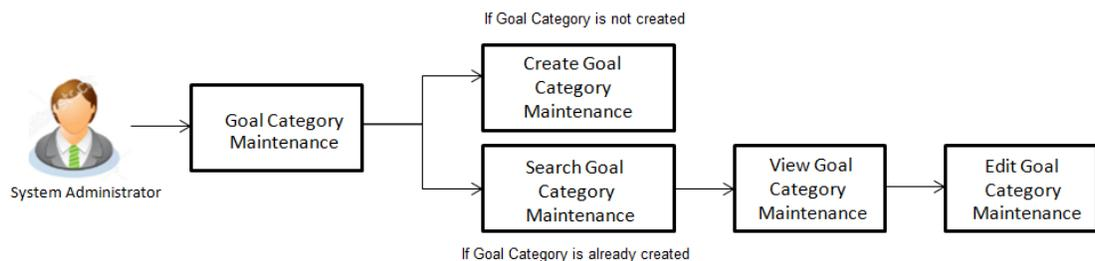 If Goal Category is not created
Create Goal
Category
Maintenance
Goal Category
Maintenance
System Administrator
Search Goal
Category
Maintenance
View Goal
Category
Maintenance
Edit Goal
Category
Maintenance
If Goal Category is already created